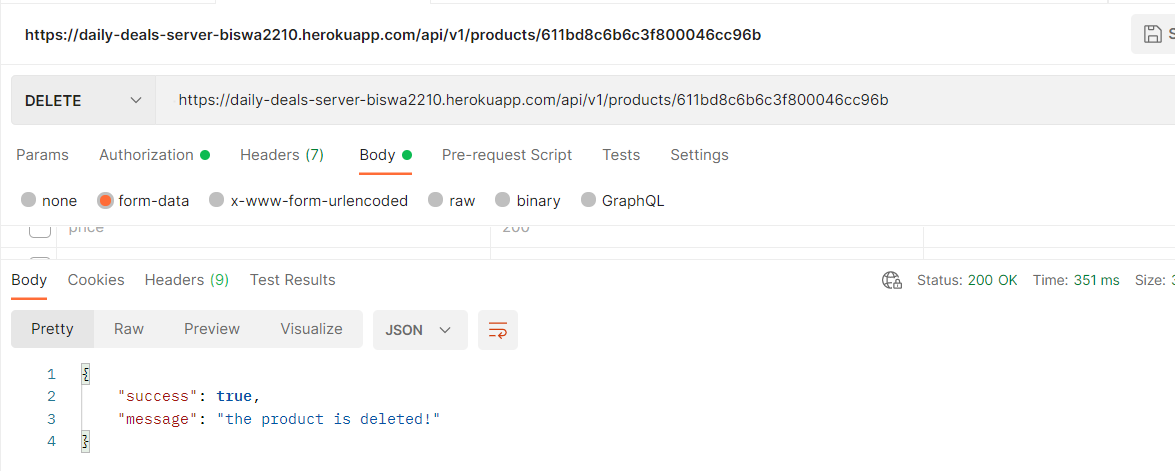 https://daily-deals-server-biswa2210.herokuapp.com/api/v1/products/611bd8c6b6c3f800046cc96b
DELETE https://daily-deals-server-biswa2210.herokuapp.com/api/v1/products/611bd8c6b6c3f800046cc96b
Params Authorization Headers (7) Body Pre-request Script Tests Settings
none form-data x-www-form-urlencoded raw binary GraphQL
price 200
Body Cookies Headers (9) Test Results Status: 200 OK Time: 351 ms Size:
Pretty Raw Preview Visualize JSON
1 {
2 "success": true,
3 "message": "the product is deleted!"
4 }